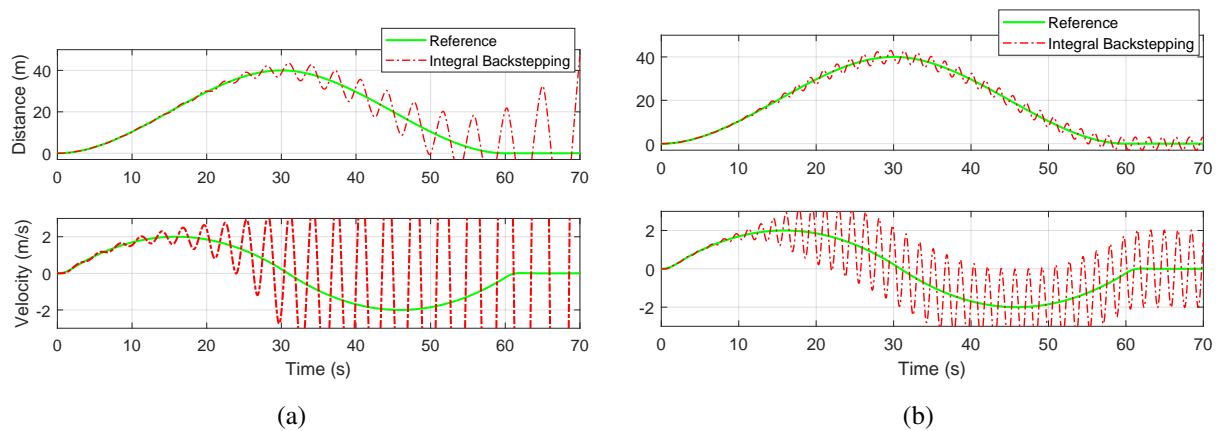 Reference
Integral Backstepping
Distance (m)
40
20
0
0 10 20 30 40 50 60 70
Velocity (m/s)
2
0
-2
0 10 20 30 40 50 60 70
Time (s)
(a)
Reference
Integral Backstepping
Distance (m)
40
20
0
0 10 20 30 40 50 60 70
Velocity (m/s)
2
0
-2
0 10 20 30 40 50 60 70
Time (s)
(b)